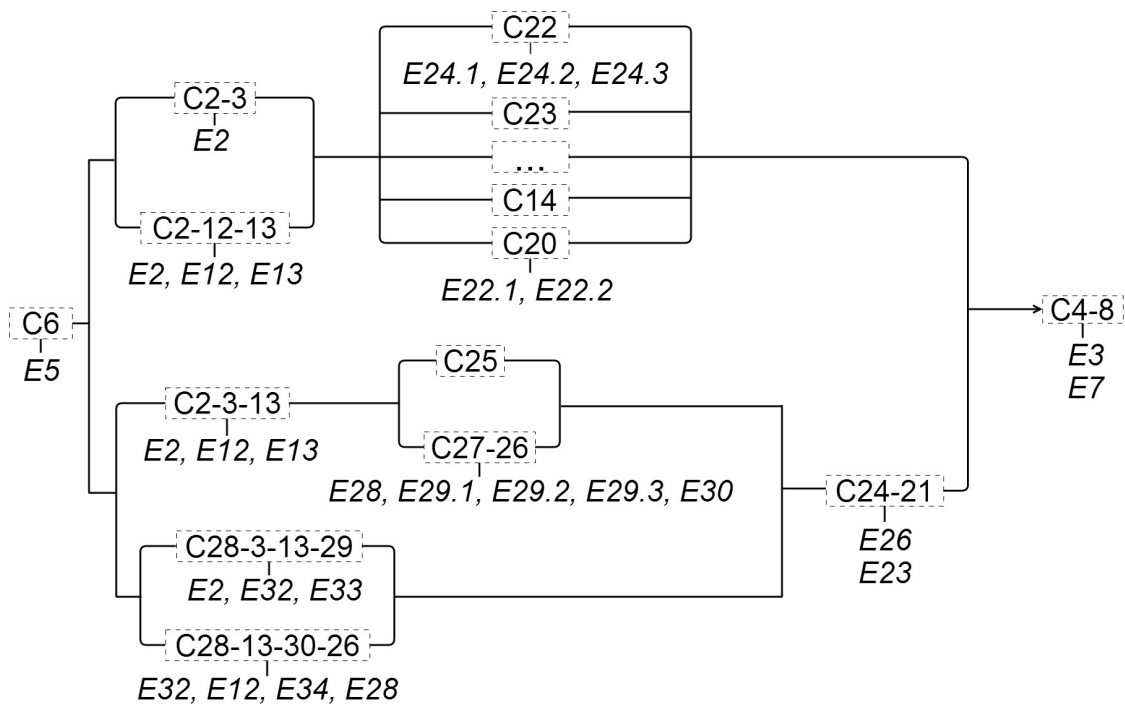 C22
E24.1, E24.2, E24.3
C2-3
E2
C23
...
C14
C2-12-13
E2, E12, E13
C20
E22.1, E22.2
C6
E5
C4-8
E3
E7
C25
C2-3-13
E2, E12, E13
C27-26
E28, E29.1, E29.2, E29.3, E30
C24-21
E26
E23
C28-3-13-29
E2, E32, E33
C28-13-30-26
E32, E12, E34, E28